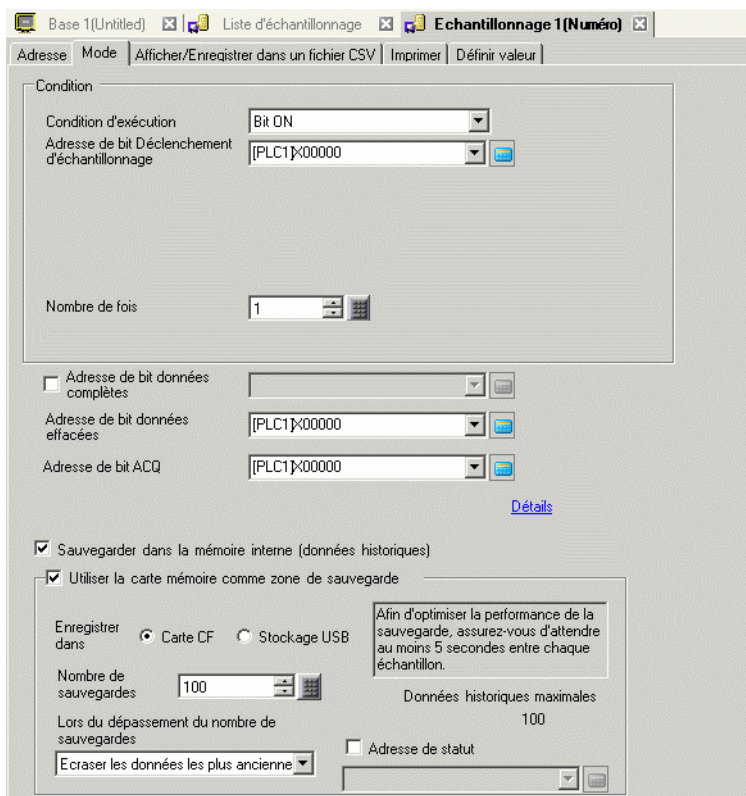 Base 1(Untitled) Liste d'échantillonnage Echantillonnage 1(Numéro)
Adresse Mode Afficher/Enregistrer dans un fichier CSV Imprimer Définir valeur
Condition
Condition d'exécution Bit ON
Adresse de bit Déclenchement
d'échantillonnage [PLC1]X00000
Nombre de fois 1
Adresse de bit données
complètes
Adresse de bit données
effacées [PLC1]X00000
Adresse de bit ACQ [PLC1]X00000
Détails
Sauvegarder dans la mémoire interne (données historiques)
Utiliser la carte mémoire comme zone de sauvegarde
Enregistrer
dans Carte CF Stockage USB
Afin d'optimiser la performance de la
sauvegarde, assurez-vous d'attendre
au moins 5 secondes entre chaque
échantillon.
Nombre de
sauvegardes 100
Données historiques maximales
100
Lors du dépassement du nombre de
sauvegardes
Ecraser les données les plus ancienne
Adresse de statut